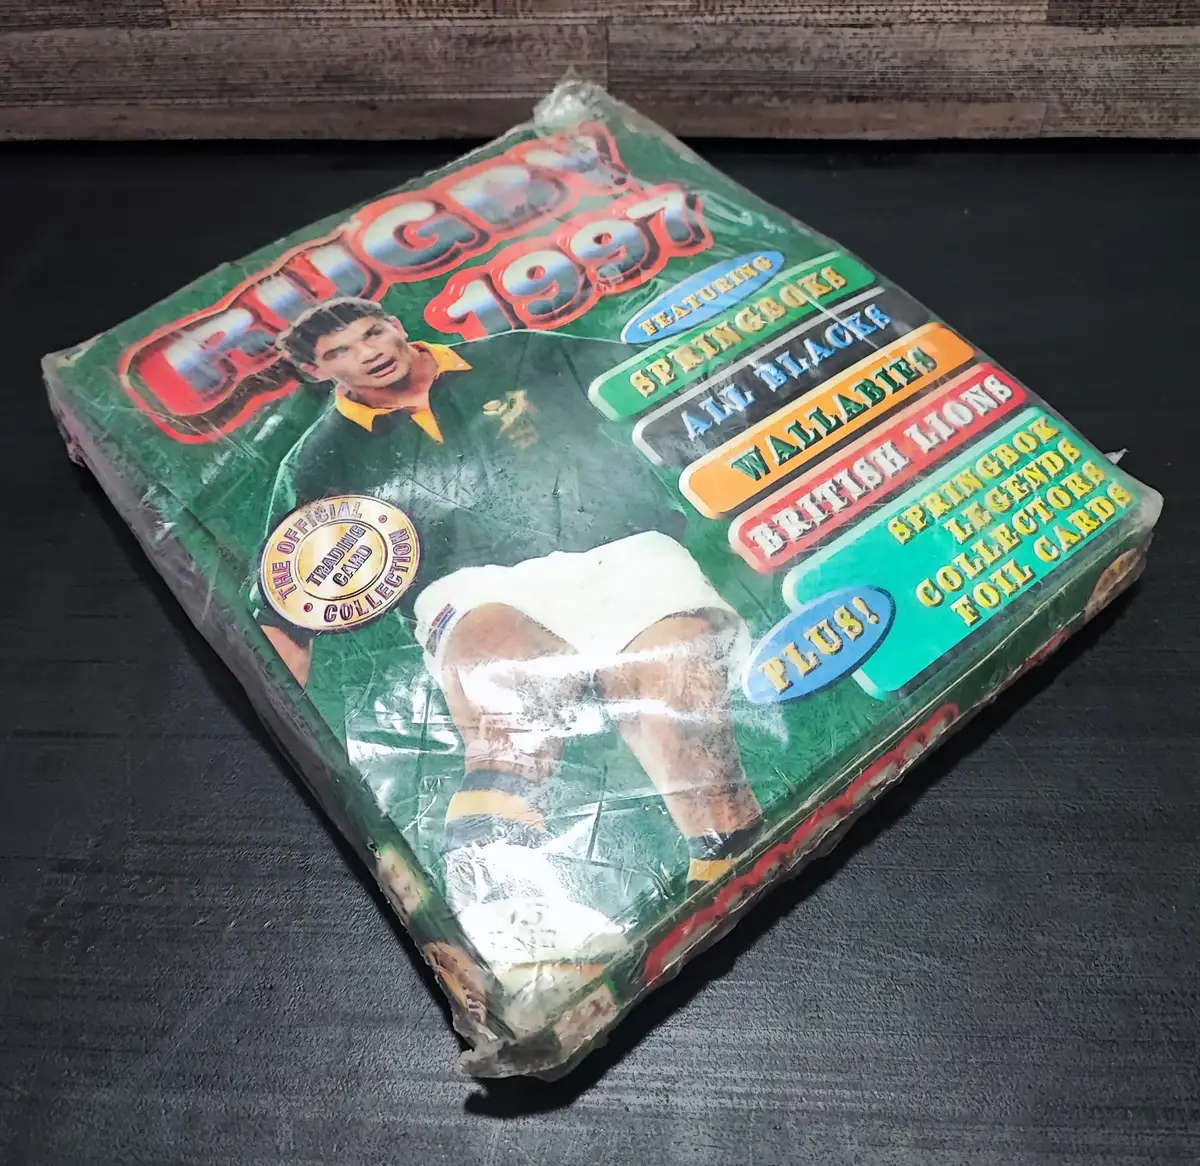 RUGBY
1997
FEATURING
SPRINGBOKS
ALL BLACKS
WALLABIES
BRITISH LIONS
SPRINGBOK
LEGENDS
COLLECTORS
FOIL CARDS
PLUS!
THE OFFICIAL
TRADING
CARD
COLLECTION